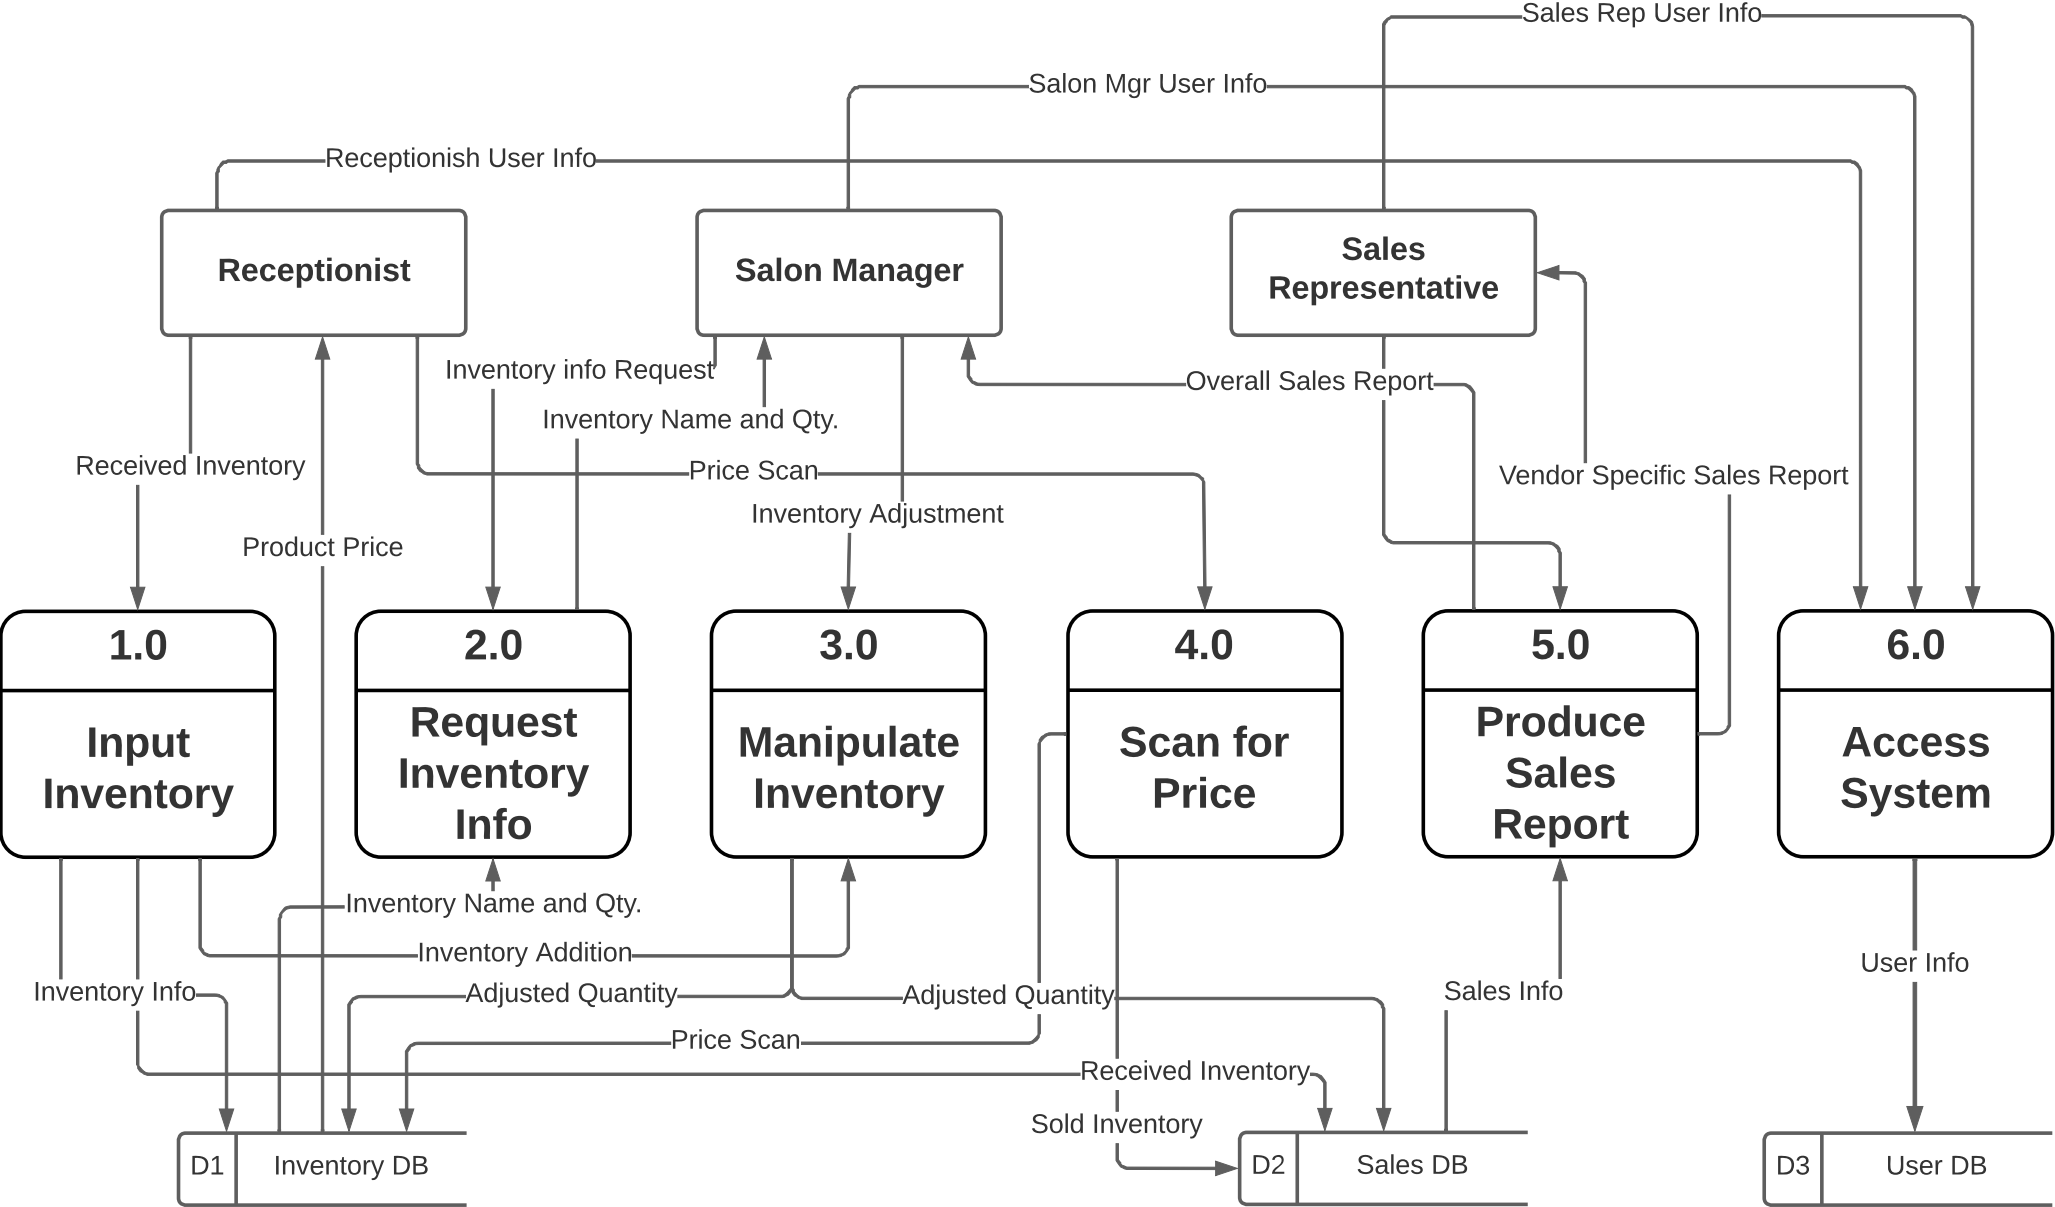 Sales Rep User Info
Salon Mgr User Info
Receptionish User Info
Receptionist
Salon Manager
Sales
Representative
Inventory info Request
Overall Sales Report
Inventory Name and Qty.
Received Inventory
Price Scan
Vendor Specific Sales Report
Inventory Adjustment
Product Price
1.0
Input
Inventory
2.0
Request
Inventory
Info
3.0
Manipulate
Inventory
4.0
Scan for
Price
5.0
Produce
Sales
Report
6.0
Access
System
Inventory Name and Qty.
Inventory Addition
User Info
Inventory Info
Adjusted Quantity
Adjusted Quantity
Sales Info
Price Scan
Received Inventory
Sold Inventory
D1
Inventory DB
D2
Sales DB
D3
User DB